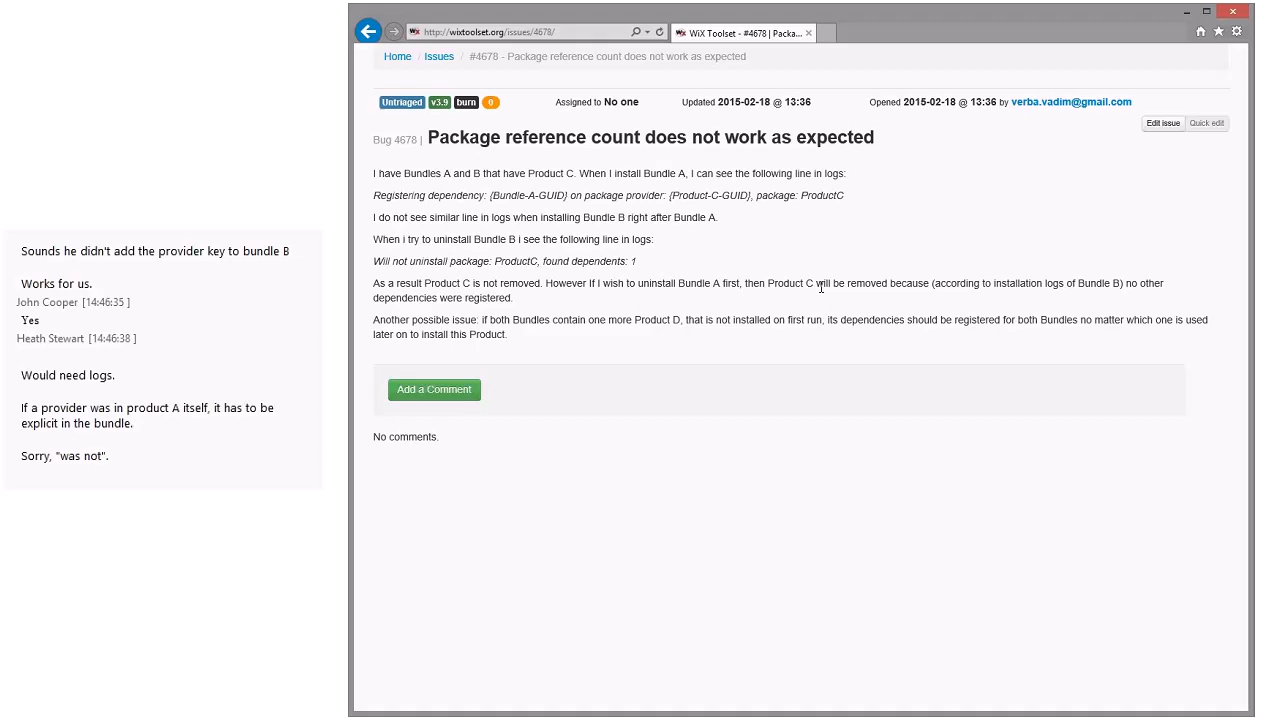 Sounds he didn't add the provider key to bundle B
Works for us.
John Cooper [14:46:35 ]
Yes
Heath Stewart [14:46:38 ]
Would need logs.
If a provider was in product A itself, it has to be
explicit in the bundle.
Sorry, "was not".
http://wixtoolset.org/issues/4678/
WiX Toolset - #4678 | Packa...
Home / Issues / #4678 - Package reference count does not work as expected
Untriaged v3.9 burn 0 Assigned to No one Updated 2015-02-18 @ 13:36 Opened 2015-02-18 @ 13:36 by verba.vadim@gmail.com
Edit issue Quick edit
Bug 4678 | Package reference count does not work as expected
I have Bundles A and B that have Product C. When I install Bundle A, I can see the following line in logs:
Registering dependency: {Bundle-A-GUID} on package provider: {Product-C-GUID}, package: ProductC
I do not see similar line in logs when installing Bundle B right after Bundle A.
When i try to uninstall Bundle B i see the following line in logs:
Will not uninstall package: ProductC, found dependents: 1
As a result Product C is not removed. However If I wish to uninstall Bundle A first, then Product C will be removed because (according to installation logs of Bundle B) no other
dependencies were registered.
Another possible issue: if both Bundles contain one more Product D, that is not installed on first run, its dependencies should be registered for both Bundles no matter which one is used
later on to install this Product.
Add a Comment
No comments.